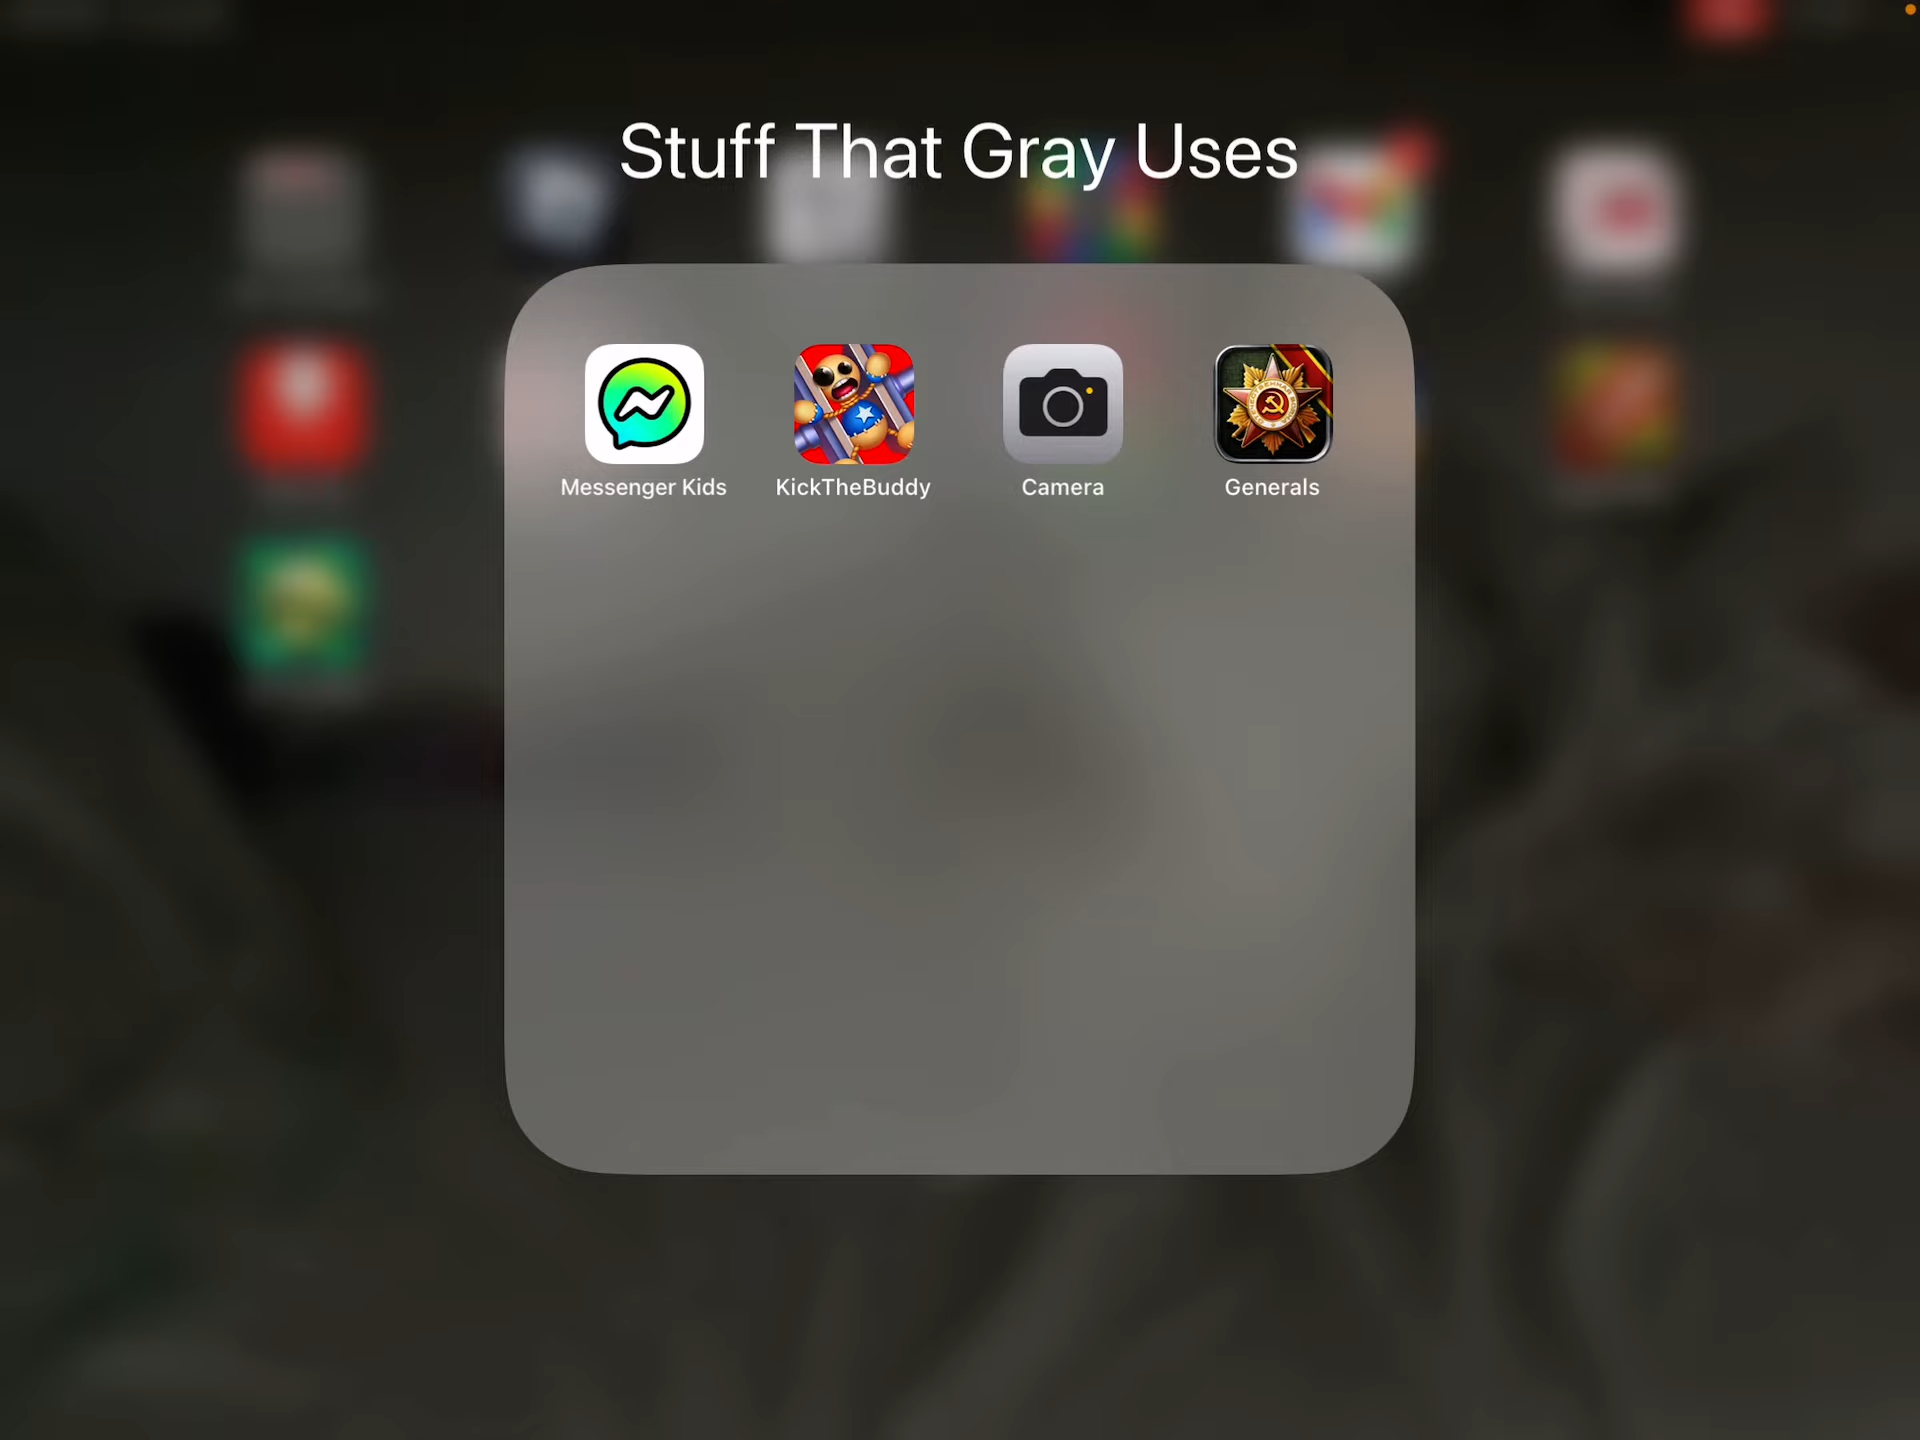 Stuff That Gray Uses
Messenger Kids
KickTheBuddy
Camera
Generals